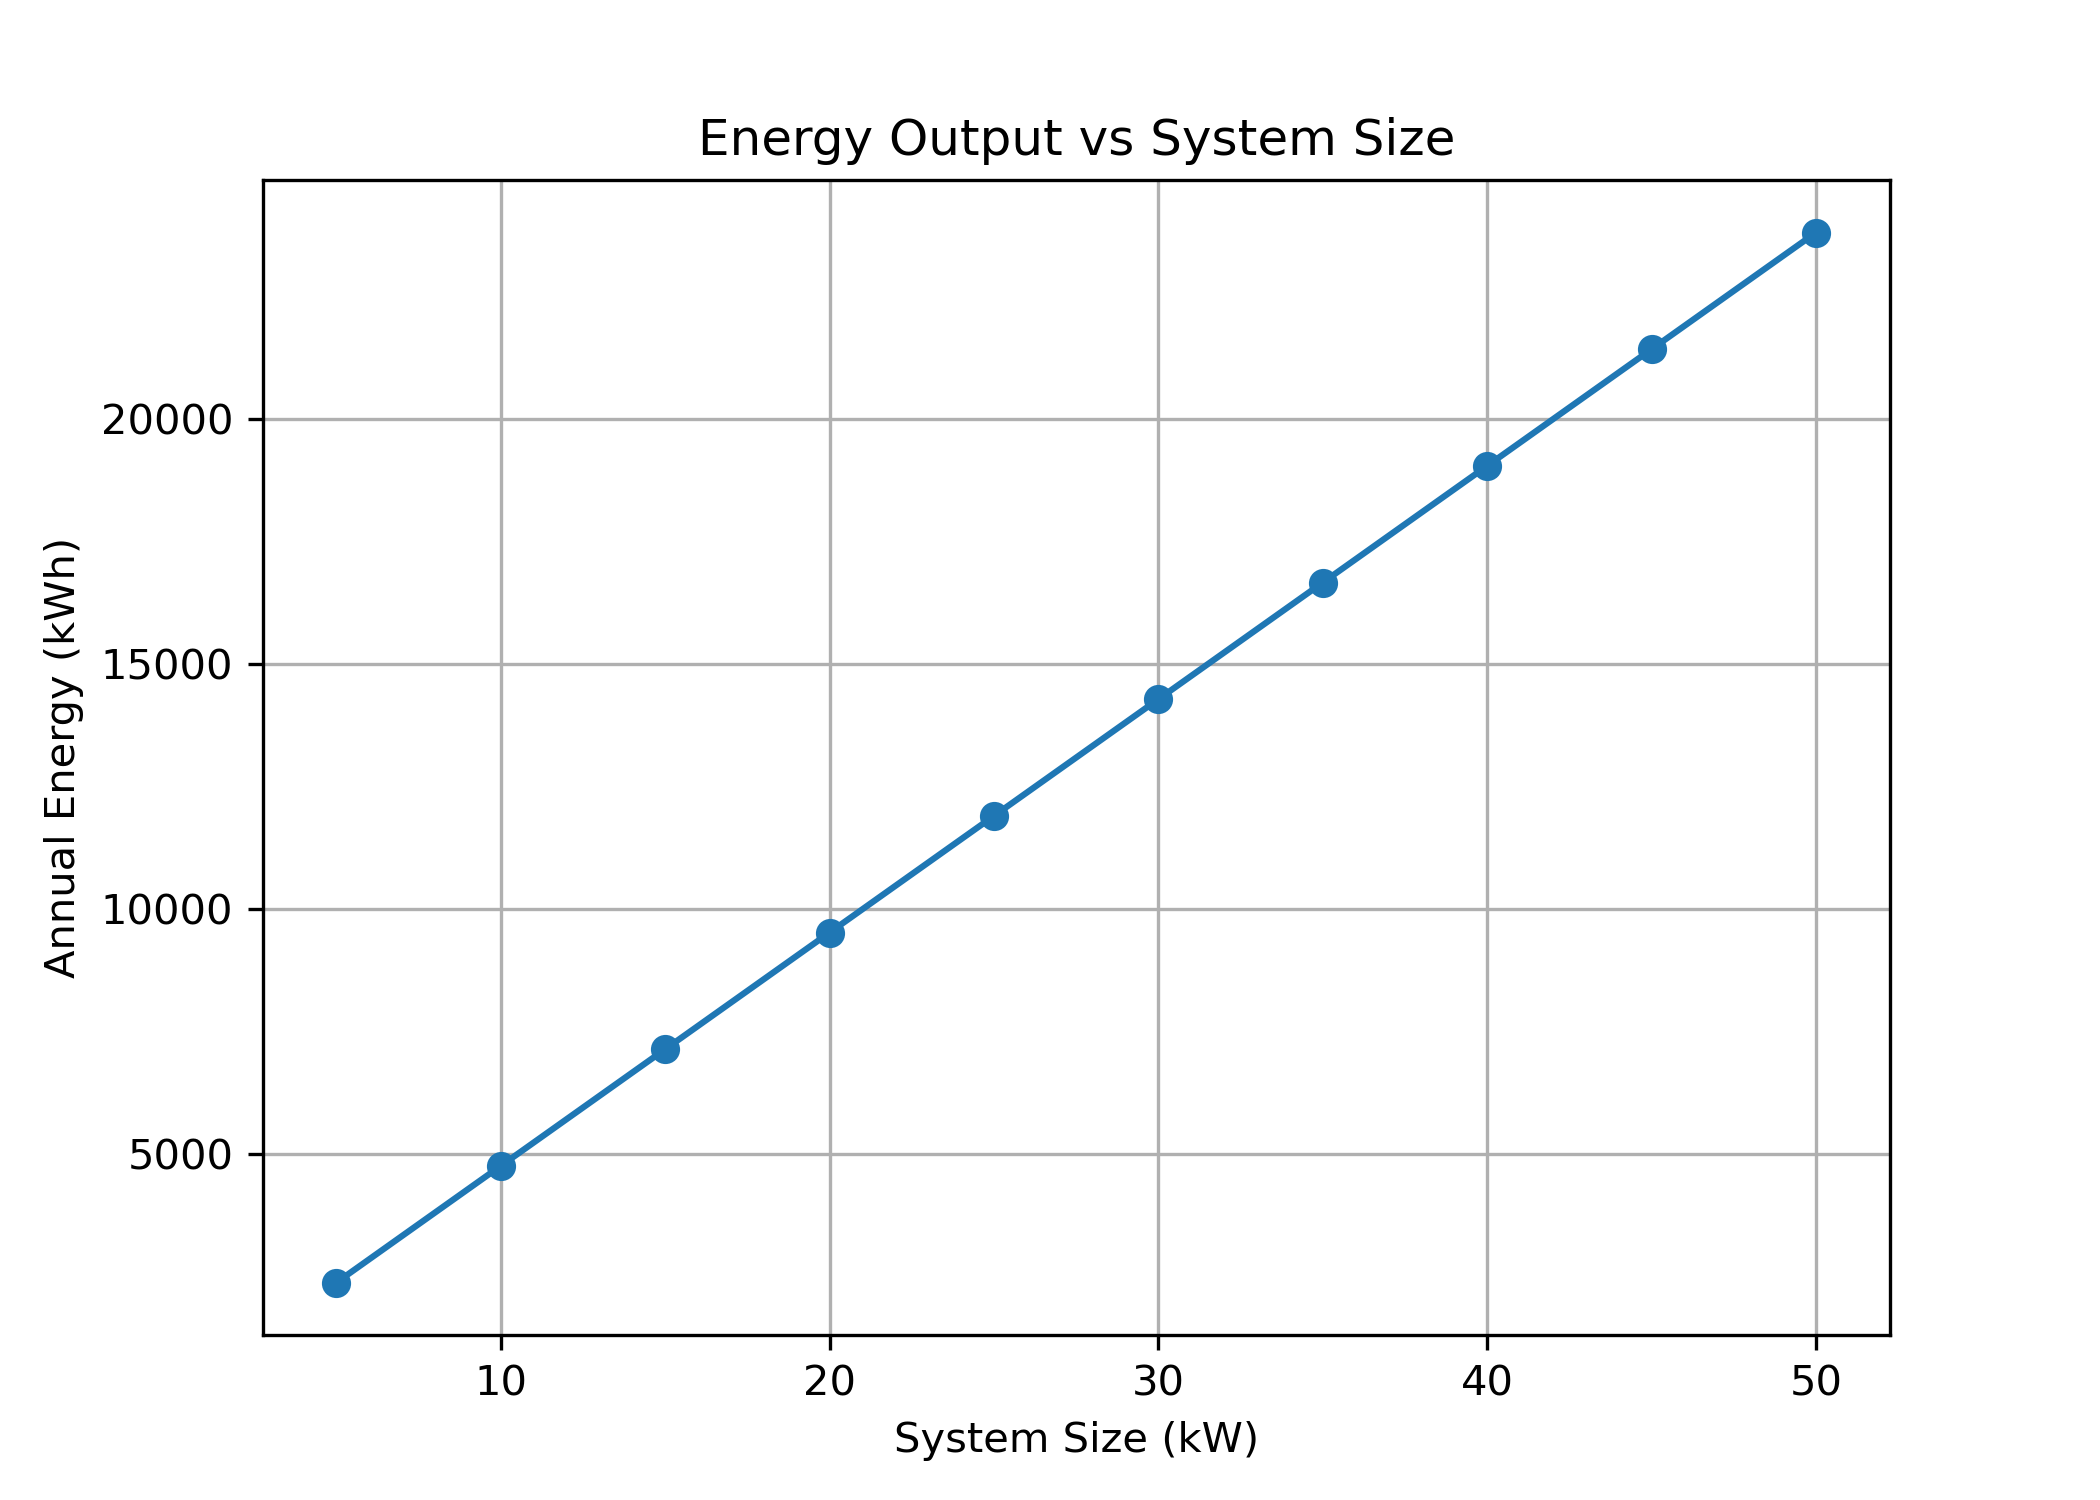 Energy Output vs System Size
Annual Energy (kWh)
20000
15000
10000
5000
10 20 30 40 50
System Size (kW)